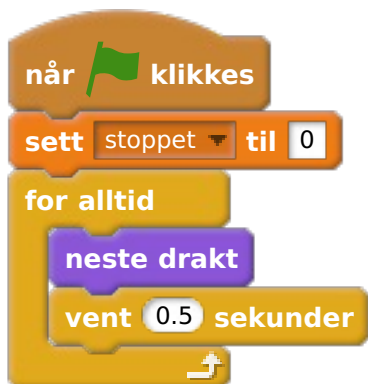 når klikkes
sett stoppet til 0
for alltid
neste drakt
vent 0.5 sekunder